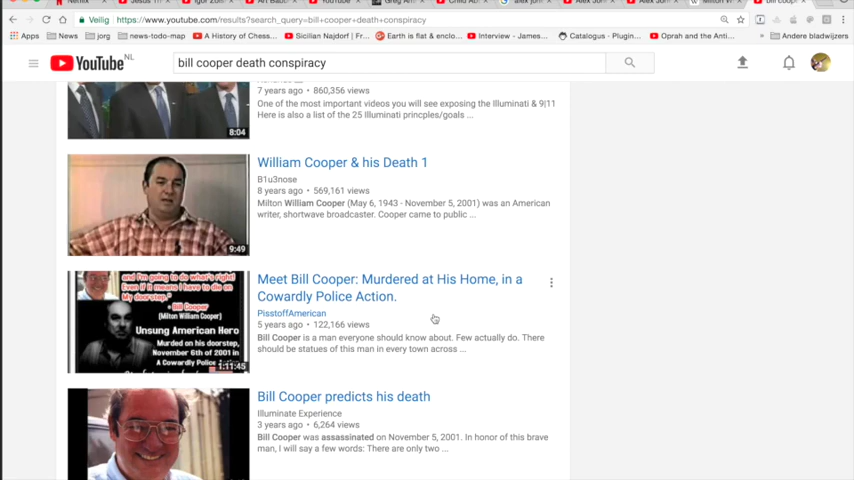 Netflix
YouTube
Veilig
https://www.youtube.com/results?search_query=bill+cooper+death+conspiracy
Apps
News
jorg
news-todo-map
A History of James...
Sicilian Najdorf | Fo...
Earth is flat & enclo...
Catalogus - Plugin...
Oprah and the Anti...
Andere bladwijzers
YouTube NL
bill cooper death conspiracy
7 years ago • 860,356 views
One of the most important videos you will see exposing the Illuminati & 9|11
Here is also a list of the 25 Illuminati princples/goals ...
8:04
William Cooper & his Death 1
B1u3nose
8 years ago • 569,161 views
Milton William Cooper (May 6, 1943 - November 5, 2001) was an American
writer, shortwave broadcaster. Cooper came to public ...
9:49
and I'm going to do what's right!
Even if it means I have to die on
My doorstep."
- Bill Cooper
(Milton William Cooper)
Unsung American Hero
Murdered on his doorstep,
November 6th of 2001 in
A Cowardly Police
1:11:45
Meet Bill Cooper: Murdered at His Home, in a
Cowardly Police Action.
PisstoffAmerican
5 years ago • 122,166 views
Bill Cooper is a man everyone should know about. Few actually do. There
should be statues of this man in every town across ...
Bill Cooper predicts his death
Illuminate Experience
3 years ago • 6,264 views
Bill Cooper was assassinated on November 5, 2001. In honor of this brave
man, I will say a few words: There are only two ...